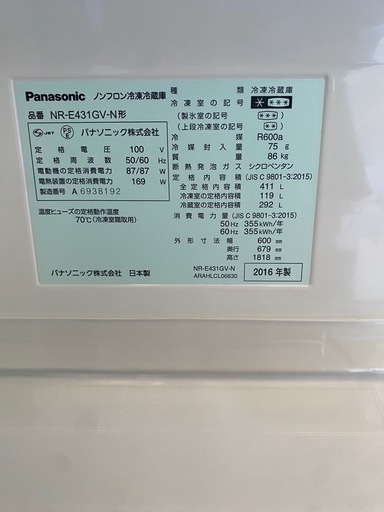 Panasonic ノンフロン冷凍冷蔵庫
品番 NR-E431GV-N形
JET PSE パナソニック株式会社
定格電圧 100 V
定格周波数 50/60 Hz
電動機の定格消費電力 87/87 W
電熱装置の定格消費電力 169 W
製造番号 A 6938192
温度ヒューズの定格動作温度
70℃(冷凍室霜取用)
パナソニック株式会社 日本製
種類 冷凍冷蔵庫
冷凍室の記号 * ***
(製氷室の記号) ***
(上段冷凍室の記号) **
冷媒 R600a
冷媒封入量 75 g
質量 86 kg
断熱発泡ガス シクロペンタン
定格内容積 (JIS C 9801-3:2015)
全定格内容積 411 L
冷凍室の定格内容積 119 L
冷蔵室の定格内容積 292 L
消費電力量 (JIS C 9801-3:2015)
50 Hz 355 kWh/年
60 Hz 355 kWh/年
外形寸法 幅 600 mm
奥行 679 mm
高さ 1818 mm
NR-E431GV-N
ARAHLCL06630
2016 年製